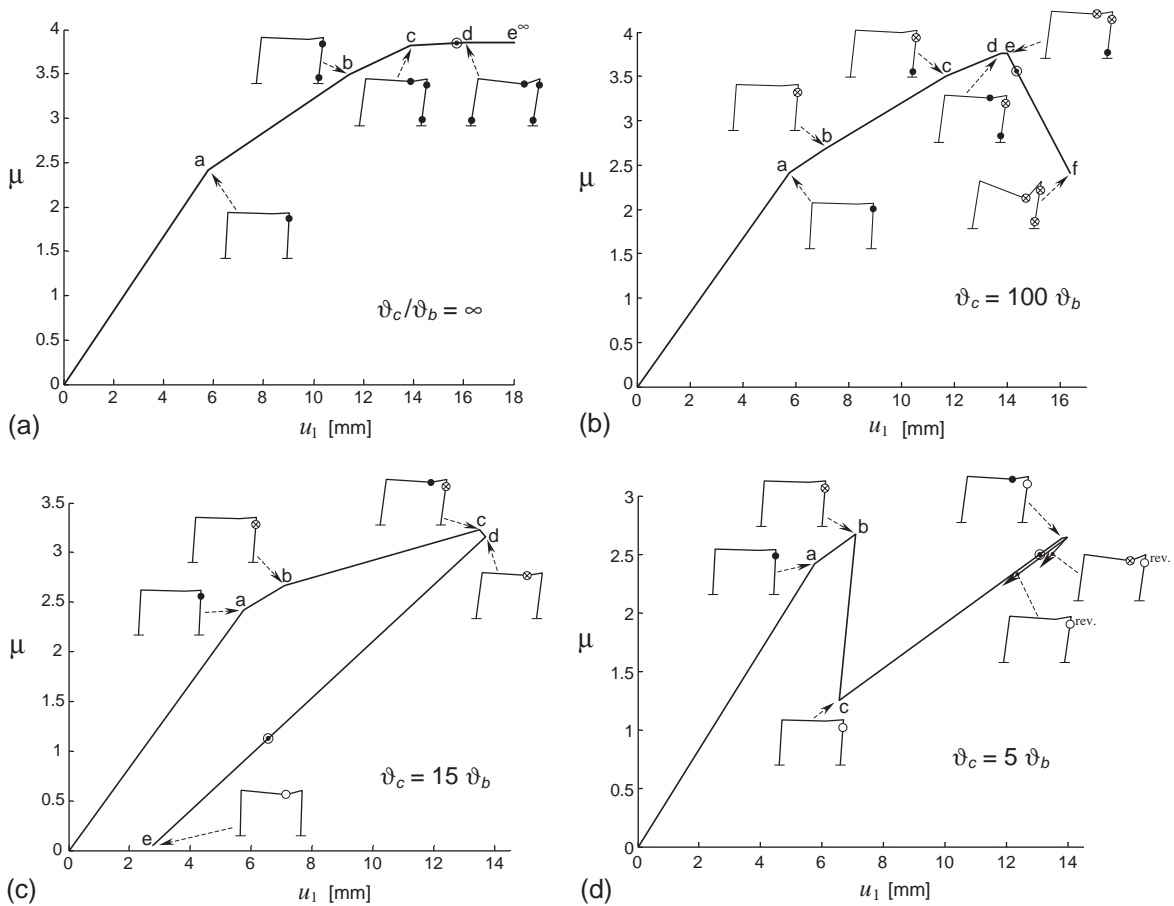 4
3.5
3
2.5
2
1.5
1
0.5
0
μ
a
b
c
d
e∞
ϑc/ϑb = ∞
0 2 4 6 8 10 12 14 16 18
u1 [mm]
(a)
4
3.5
3
2.5
2
1.5
1
0.5
0
μ
a
b
c
d e
f
ϑc = 100 ϑb
0 2 4 6 8 10 12 14 16
u1 [mm]
(b)
3.5
3
2.5
2
1.5
1
0.5
0
μ
a
b
c
d
e
ϑc = 15 ϑb
0 2 4 6 8 10 12 14
u1 [mm]
(c)
3
2.5
2
1.5
1
0.5
0
μ
a
b
c
rev.
rev.
ϑc = 5 ϑb
0 2 4 6 8 10 12 14
u1 [mm]
(d)